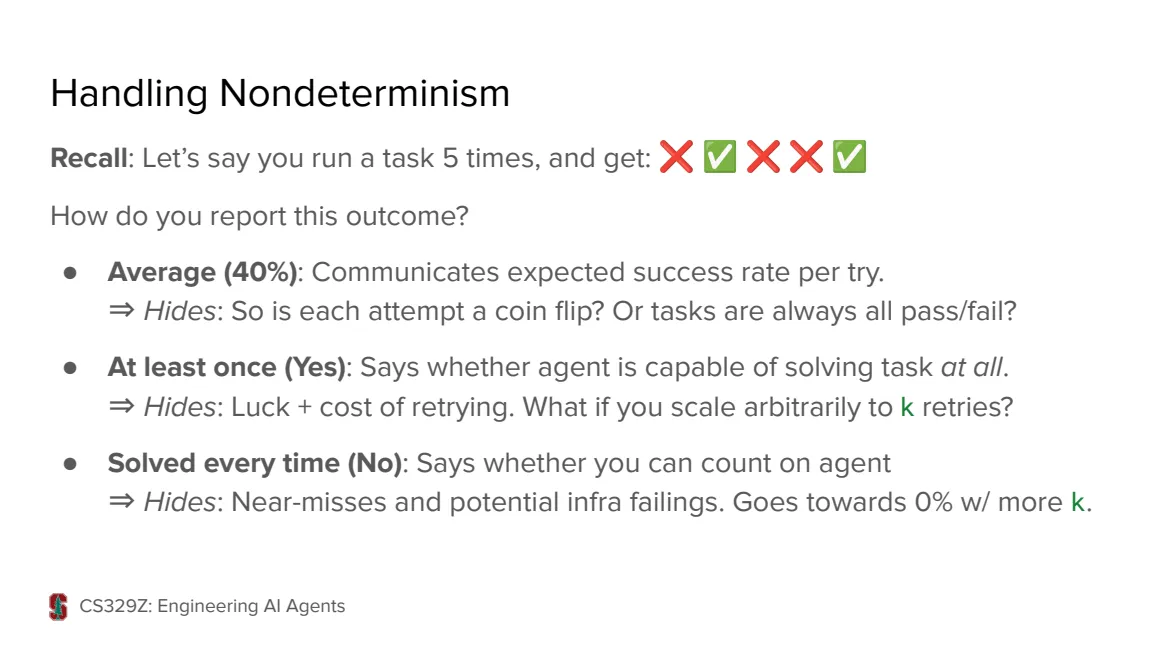 Handling Nondeterminism
Recall: Let’s say you run a task 5 times, and get: ❌ ✅ ❌ ❌ ✅
How do you report this outcome?
● Average (40%): Communicates expected success rate per try.
⇒ Hides: So is each attempt a coin flip? Or tasks are always all pass/fail?
● At least once (Yes): Says whether agent is capable of solving task at all.
⇒ Hides: Luck + cost of retrying. What if you scale arbitrarily to k retries?
● Solved every time (No): Says whether you can count on agent
⇒ Hides: Near-misses and potential infra failings. Goes towards 0% w/ more k.
CS329Z: Engineering AI Agents